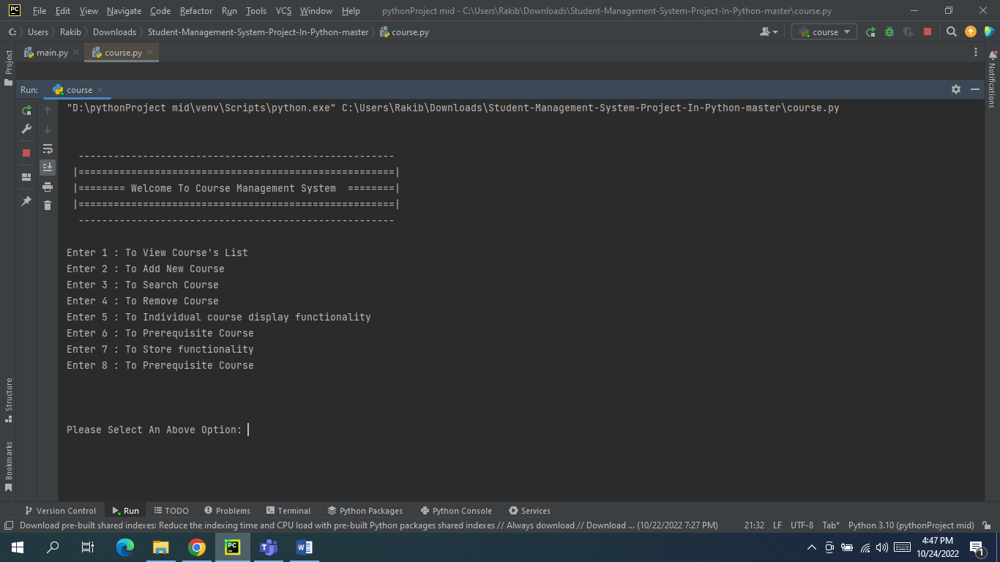 File Edit View Navigate Code Refactor Run Tools VCS Window Help pythonProject mid - C:\Users\Rakib\Downloads\Student-Management-System-Project-In-Python-master\course.py
C: Users Rakib Downloads Student-Management-System-Project-In-Python-master course.py course
main.py course.py
Project
Notifications
Run: course
"D:\pythonProject mid\venv\Scripts\python.exe" C:\Users\Rakib\Downloads\Student-Management-System-Project-In-Python-master\course.py
------------------------------------------------------
|======================================================|
|======== Welcome To Course Management System  ========|
|======================================================|
------------------------------------------------------
Enter 1 : To View Course's List
Enter 2 : To Add New Course
Enter 3 : To Search Course
Enter 4 : To Remove Course
Enter 5 : To Individual course display functionality
Enter 6 : To Prerequisite Course
Enter 7 : To Store functionality
Enter 8 : To Prerequisite Course
Please Select An Above Option:
Structure
Bookmarks
Version Control Run TODO Problems Terminal Python Packages Python Console Services
Download pre-built shared indexes: Reduce the indexing time and CPU load with pre-built Python packages shared indexes // Always download // Download ... (10/22/2022 7:27 PM) 21:32 LF UTF-8 Tab* Python 3.10 (pythonProject mid)
4:47 PM
10/24/2022
1